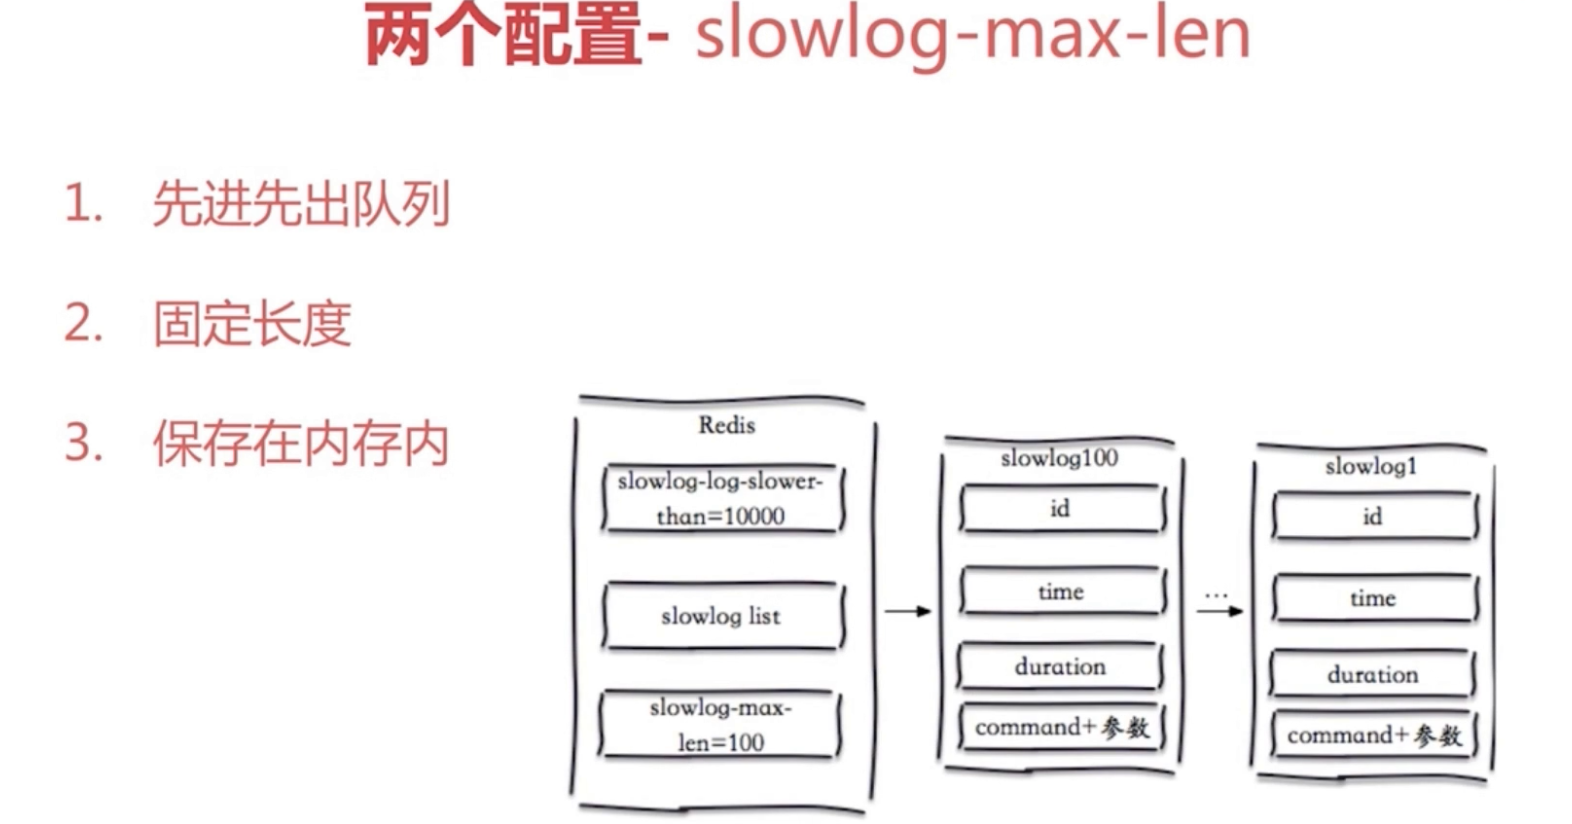 两个配置- slowlog-max-len
1. 先进先出队列
2. 固定长度
3. 保存在内存内
Redis
slowlog-log-slower-
than=10000
slowlog list
slowlog-max-
len=100
slowlog100
id
time
duration
command+参数
...
slowlog1
id
time
duration
command+参数